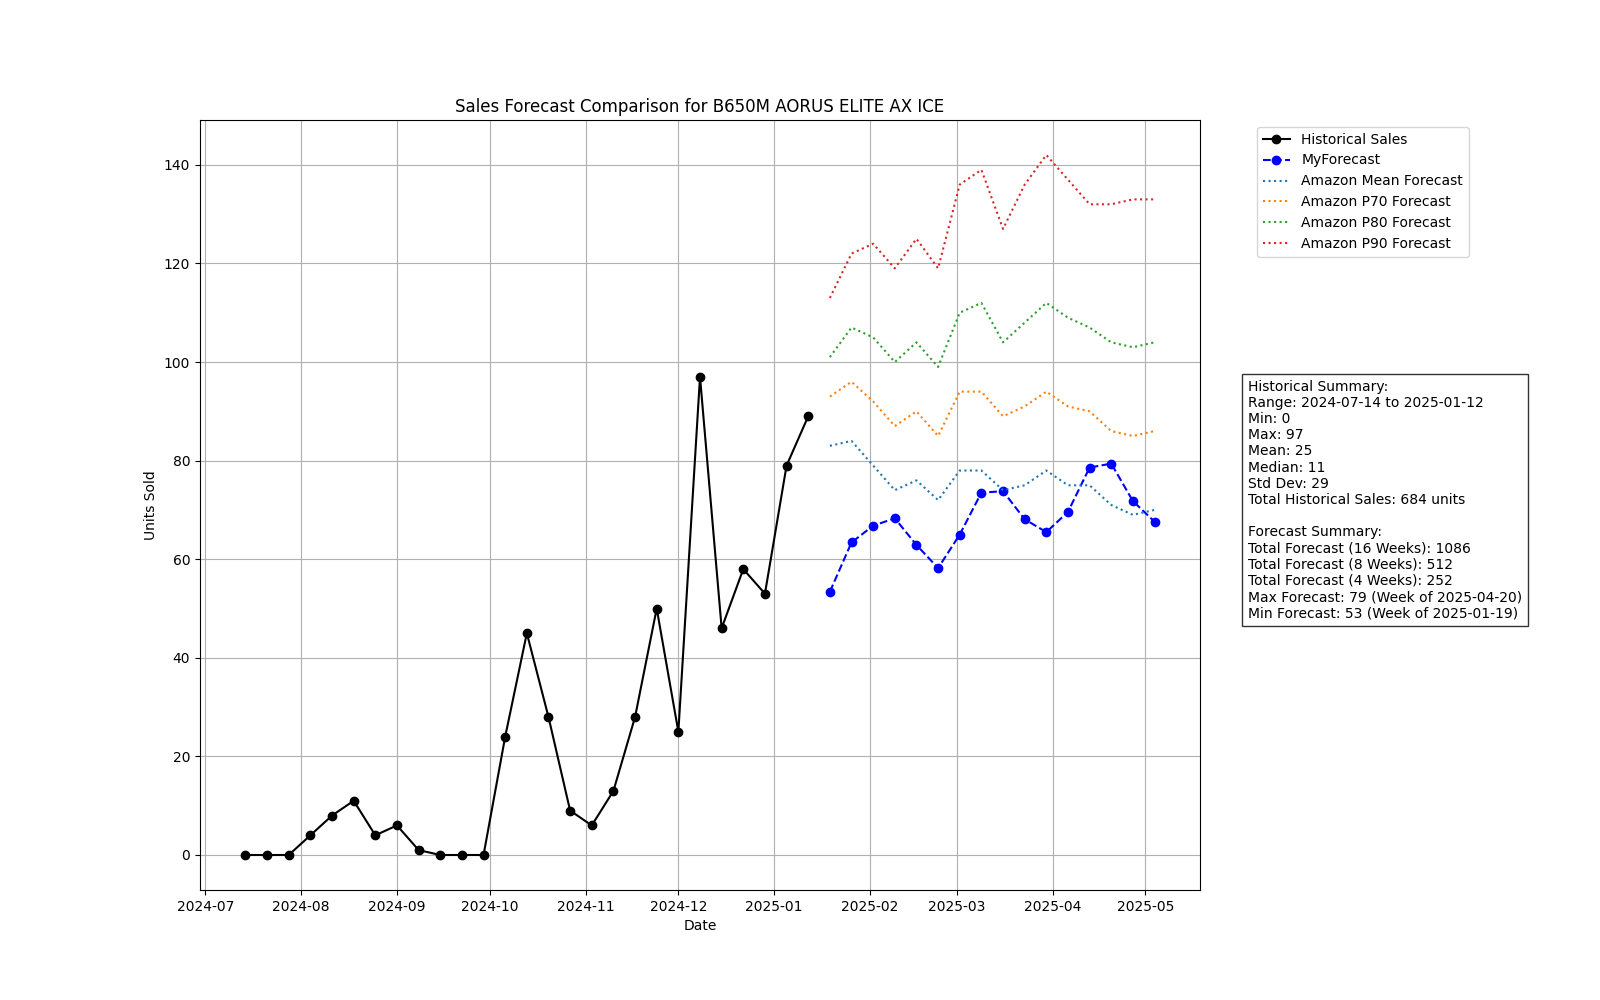 Sales Forecast Comparison for B650M AORUS ELITE AX ICE
Units Sold
140
120
100
80
60
40
20
0
2024-07
2024-08
2024-09
2024-10
2024-11
2024-12
2025-01
2025-02
2025-03
2025-04
2025-05
Date
Historical Sales
MyForecast
Amazon Mean Forecast
Amazon P70 Forecast
Amazon P80 Forecast
Amazon P90 Forecast
Historical Summary:
Range: 2024-07-14 to 2025-01-12
Min: 0
Max: 97
Mean: 25
Median: 11
Std Dev: 29
Total Historical Sales: 684 units
Forecast Summary:
Total Forecast (16 Weeks): 1086
Total Forecast (8 Weeks): 512
Total Forecast (4 Weeks): 252
Max Forecast: 79 (Week of 2025-04-20)
Min Forecast: 53 (Week of 2025-01-19)